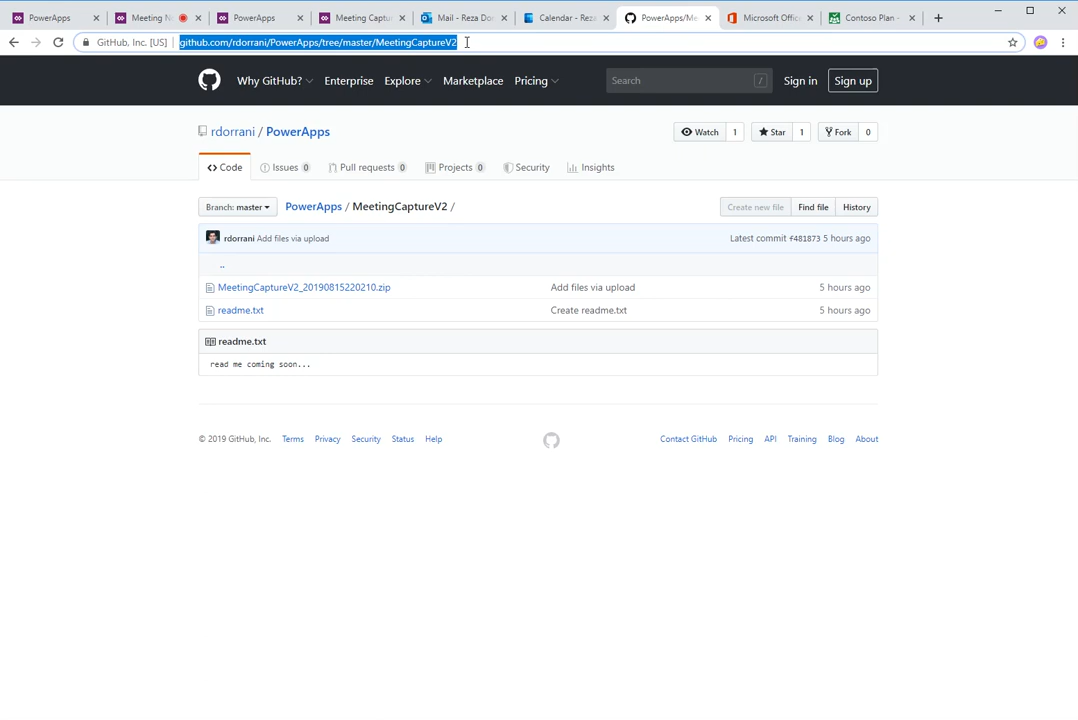 PowerApps
Meeting N
PowerApps
Meeting Captur
Mail - Reza Do
Calendar - Reza
PowerApps/Me
Microsoft Offic
Contoso Plan -
GitHub, Inc. [US] | github.com/rdorrani/PowerApps/tree/master/MeetingCaptureV2
Why GitHub? Enterprise Explore Marketplace Pricing Search / Sign in Sign up
rdorrani / PowerApps
Watch 1 Star 1 Fork 0
Code Issues 0 Pull requests 0 Projects 0 Security Insights
Branch: master PowerApps / MeetingCaptureV2 / Create new file Find file History
rdorrani Add files via upload Latest commit f481873 5 hours ago
..
MeetingCaptureV2_20190815220210.zip Add files via upload 5 hours ago
readme.txt Create readme.txt 5 hours ago
readme.txt
read me coming soon...
© 2019 GitHub, Inc. Terms Privacy Security Status Help Contact GitHub Pricing API Training Blog About